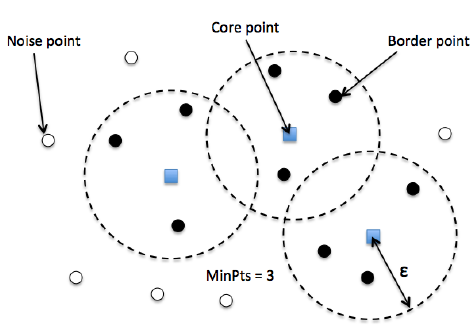 Core point
Noise point
Border point
MinPts = 3
ε